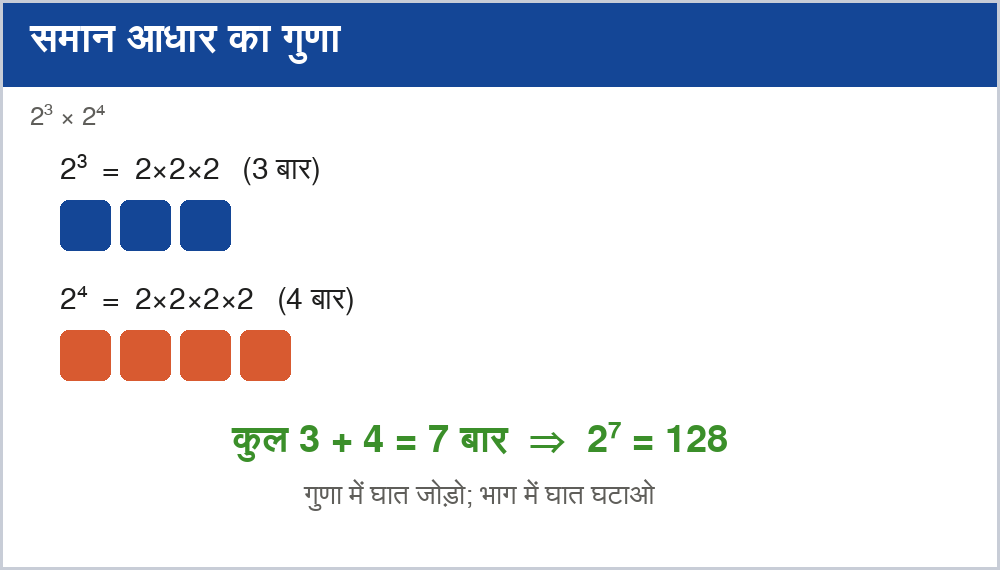 समान आधार का गुणा
2³ × 2⁴
2³ = 2×2×2 (3 बार)
2⁴ = 2×2×2×2 (4 बार)
कुल 3 + 4 = 7 बार ⇒ 2⁷ = 128
गुणा में घात जोड़ो; भाग में घात घटाओ